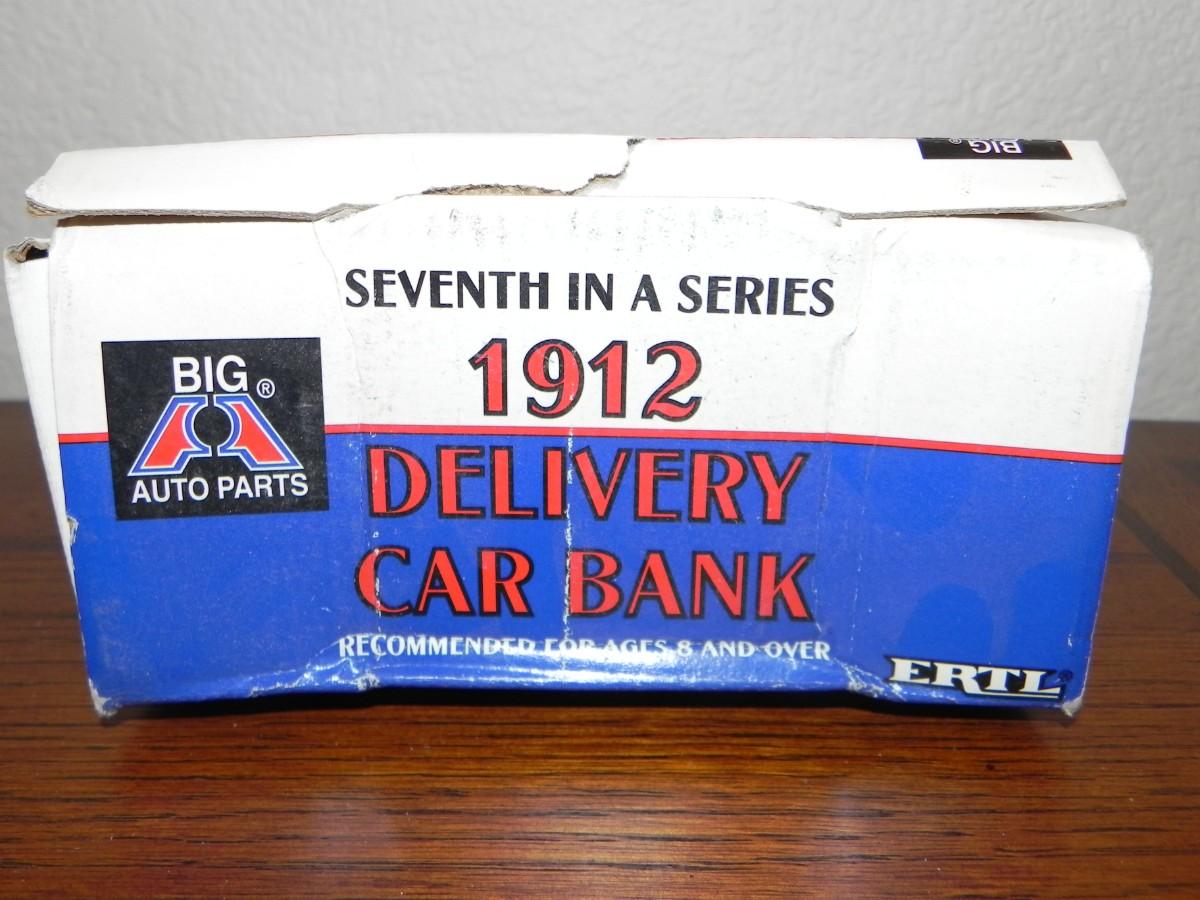 BIG ®
SEVENTH IN A SERIES
1912
DELIVERY
CAR BANK
RECOMMENDED FOR AGES 8 AND OVER
BIG ®
AUTO PARTS
ERTL®